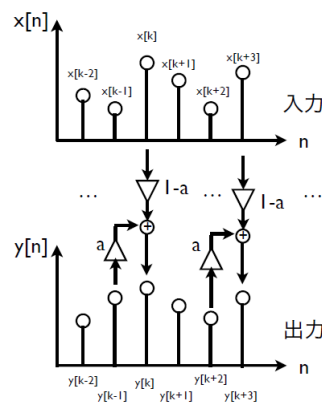 x[n]
x[k]
x[k-2]
x[k-1]
x[k+1]
x[k+2]
x[k+3]
入力
n
...
1-a
...
1-a
y[n]
a
+
a
+
出力
n
y[k-2]
y[k-1]
y[k]
y[k+1]
y[k+2]
y[k+3]